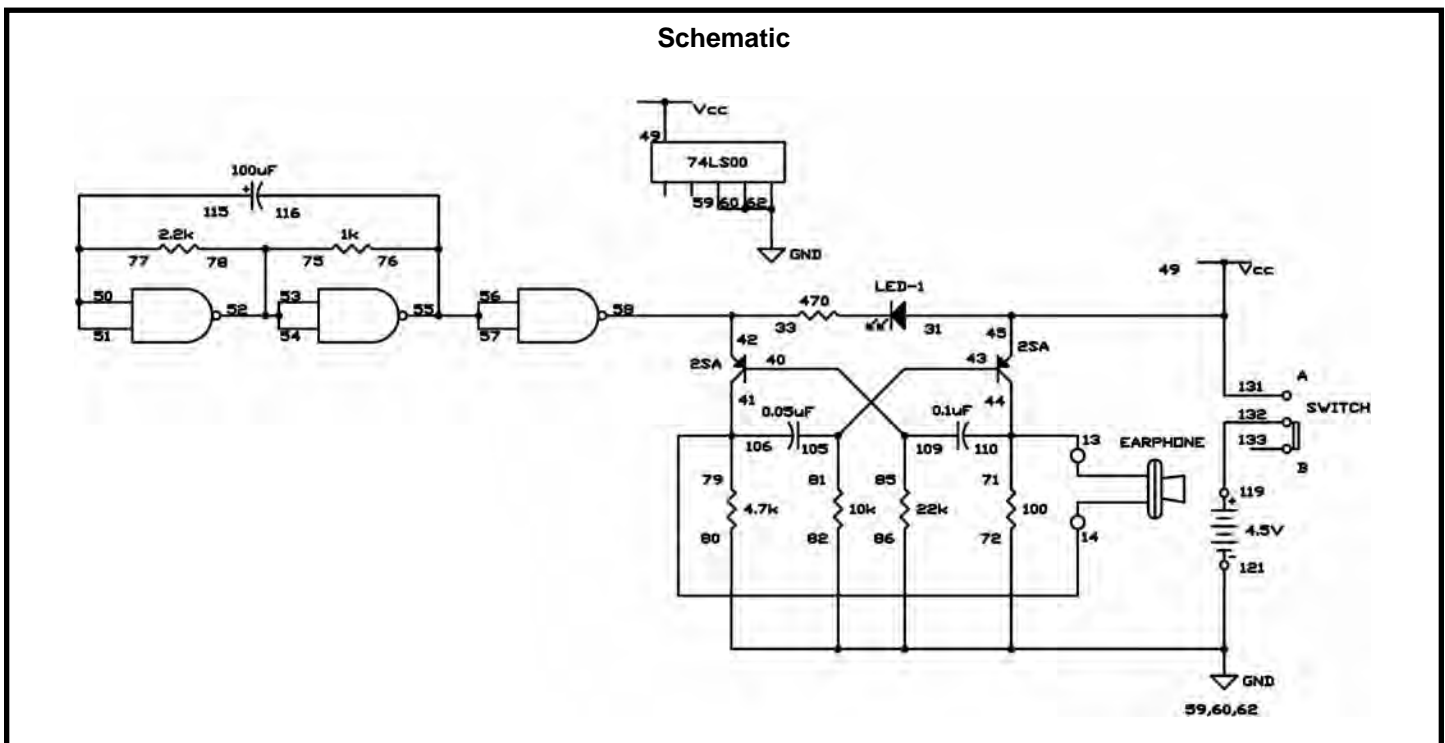 Schematic
Vcc
49
74LS00
59 60 62
GND
100uF
+
115 116
2.2k
1k
77 78 75 76
50
51
52
53
54
55
56
57
58
470
LED-1
33
31
49
Vcc
42
45
2SA
40
43
2SA
41
44
131
A
SWITCH
132
133
B
0.05uF
0.1uF
106
105
109
110
13
EARPHONE
79
81
85
71
4.7k
10k
22k
100
80
82
86
72
14
119
+
4.5V
-
121
GND
59,60,62